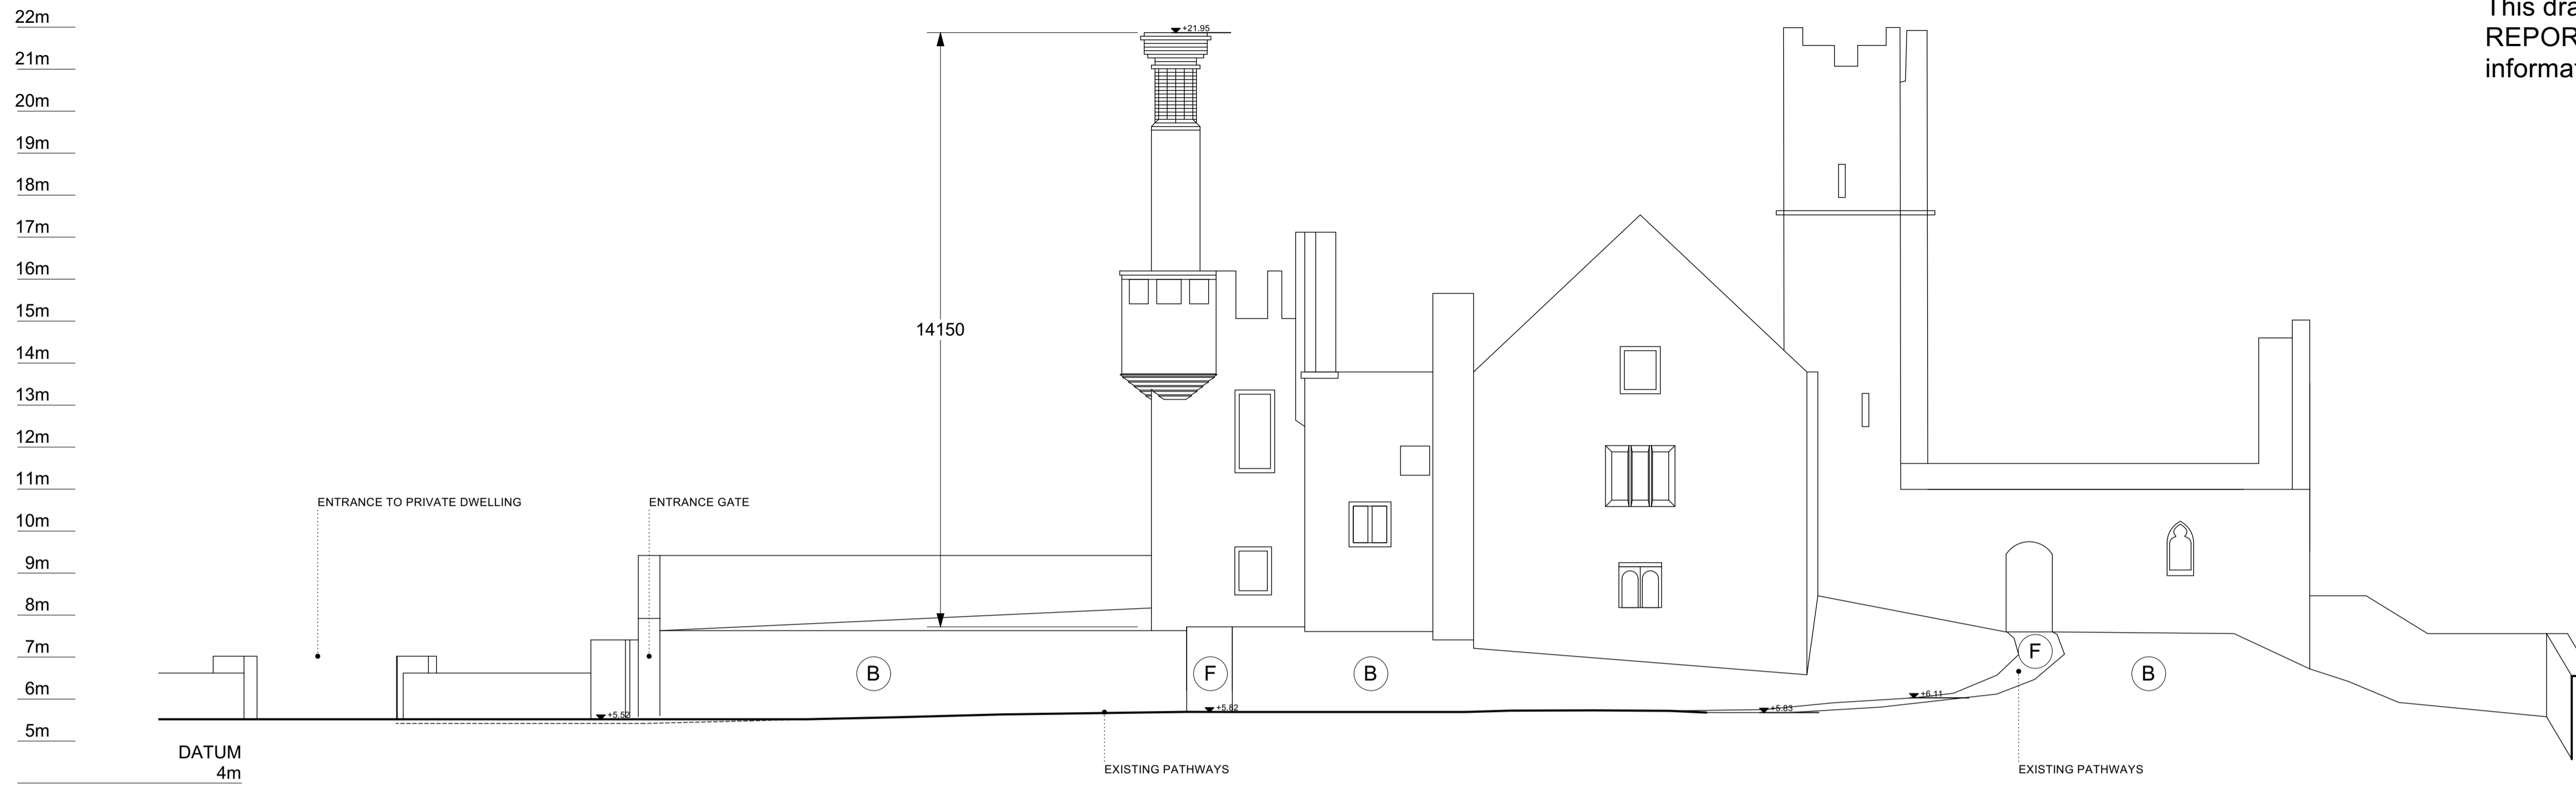 22m
21m
20m
19m
18m
17m
16m
15m
14m
13m
12m
11m
10m
9m
8m
7m
6m
5m
DATUM
4m
+21.95
14150
ENTRANCE TO PRIVATE DWELLING
ENTRANCE GATE
B
F
B
F
B
+5.52
+5.82
+5.83
+6.11
EXISTING PATHWAYS
EXISTING PATHWAYS
This dra
REPOR
informat